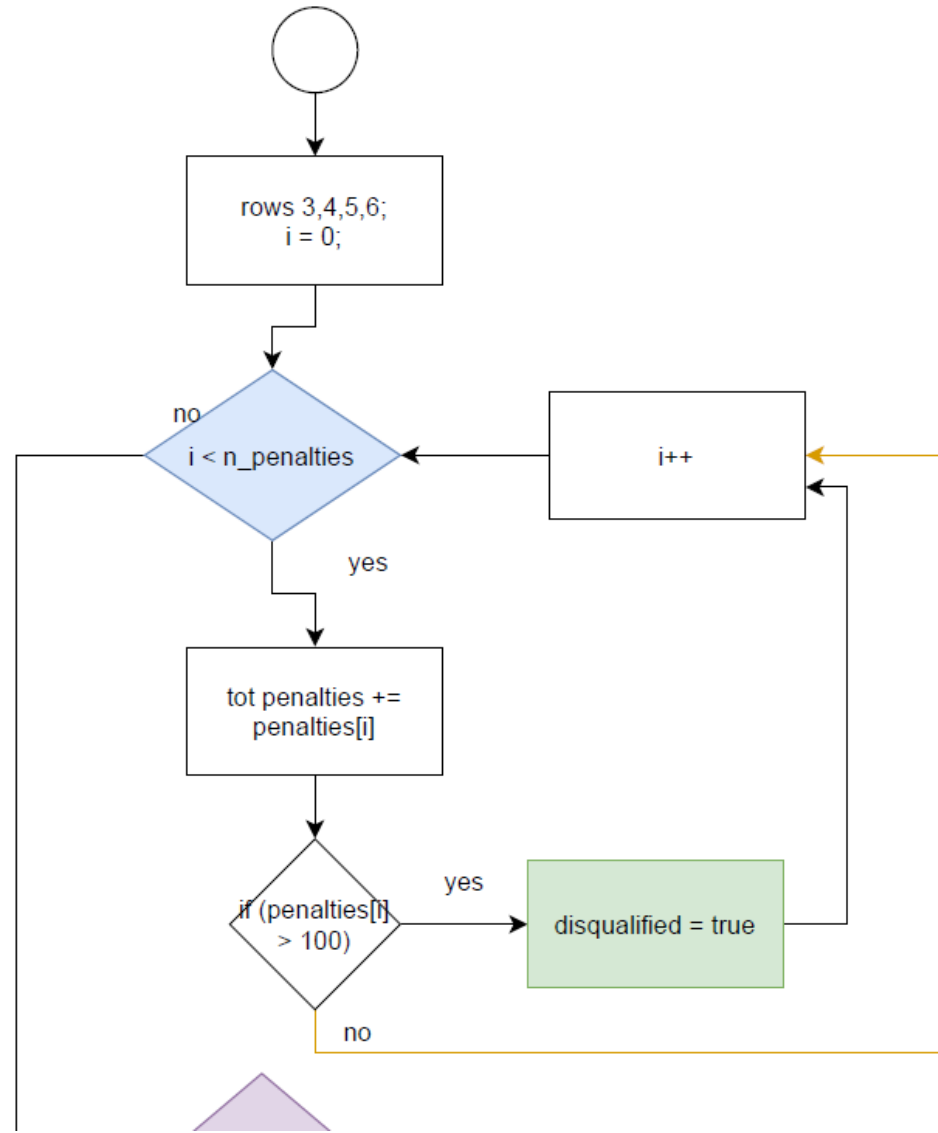 rows 3,4,5,6;
i = 0;
no
i < n_penalties
i++
yes
tot penalties +=
penalties[i]
if (penalties[i]
> 100)
yes
disqualified = true
no